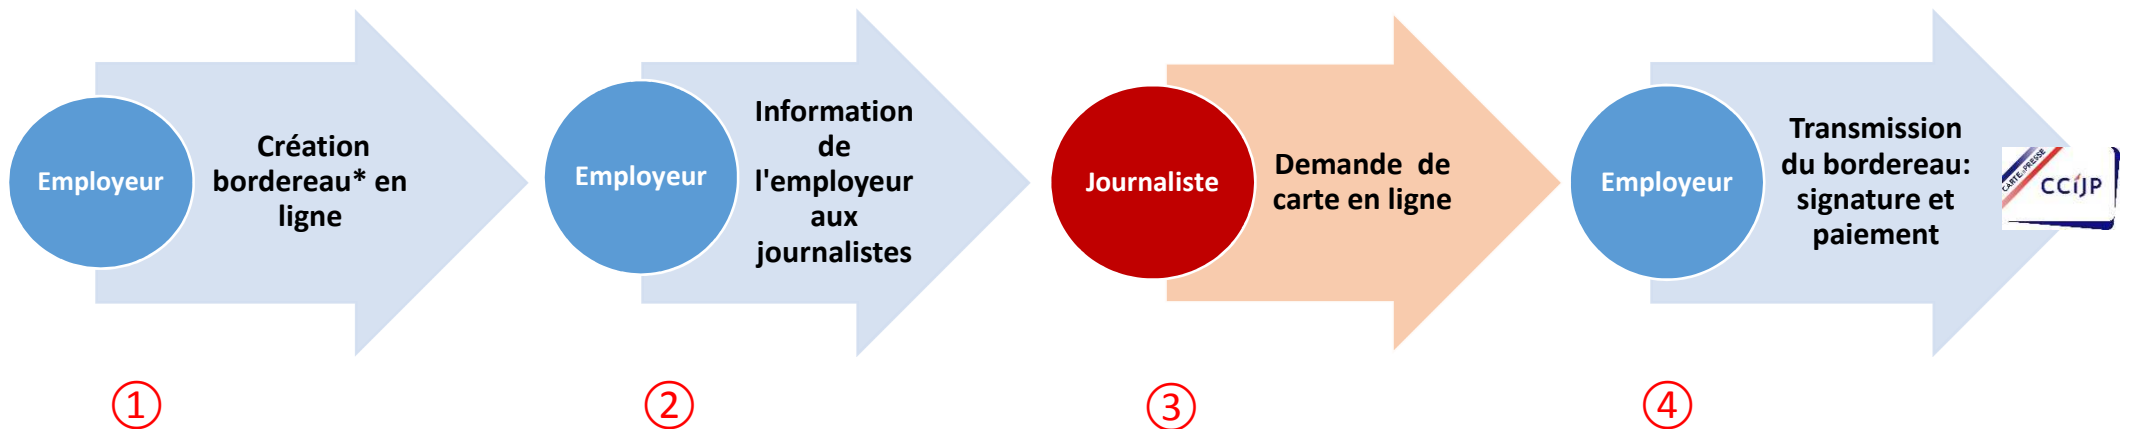 Employeur
Création
bordereau* en
ligne
Employeur
Information
de
l'employeur
aux
journalistes
Journaliste
Demande de
carte en ligne
Employeur
Transmission
du bordereau:
signature et
paiement
CARTE DE PRESSE
CCIJP
①
②
③
④